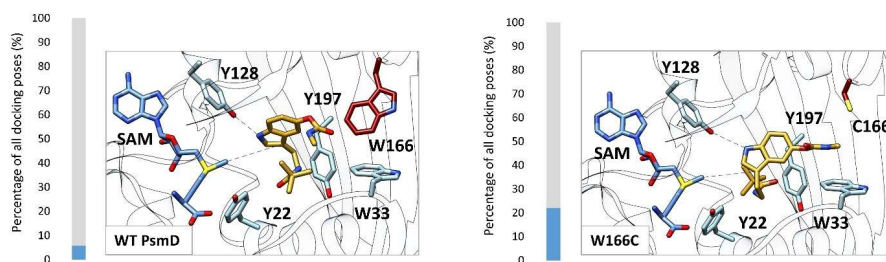 Percentage of all docking poses (%)
100
90
80
70
60
50
40
30
20
10
0
SAM
Y128
Y197
W166
Y22
W33
WT PsmD
Percentage of all docking poses (%)
100
90
80
70
60
50
40
30
20
10
0
SAM
Y128
Y197
C166
Y22
W33
W166C